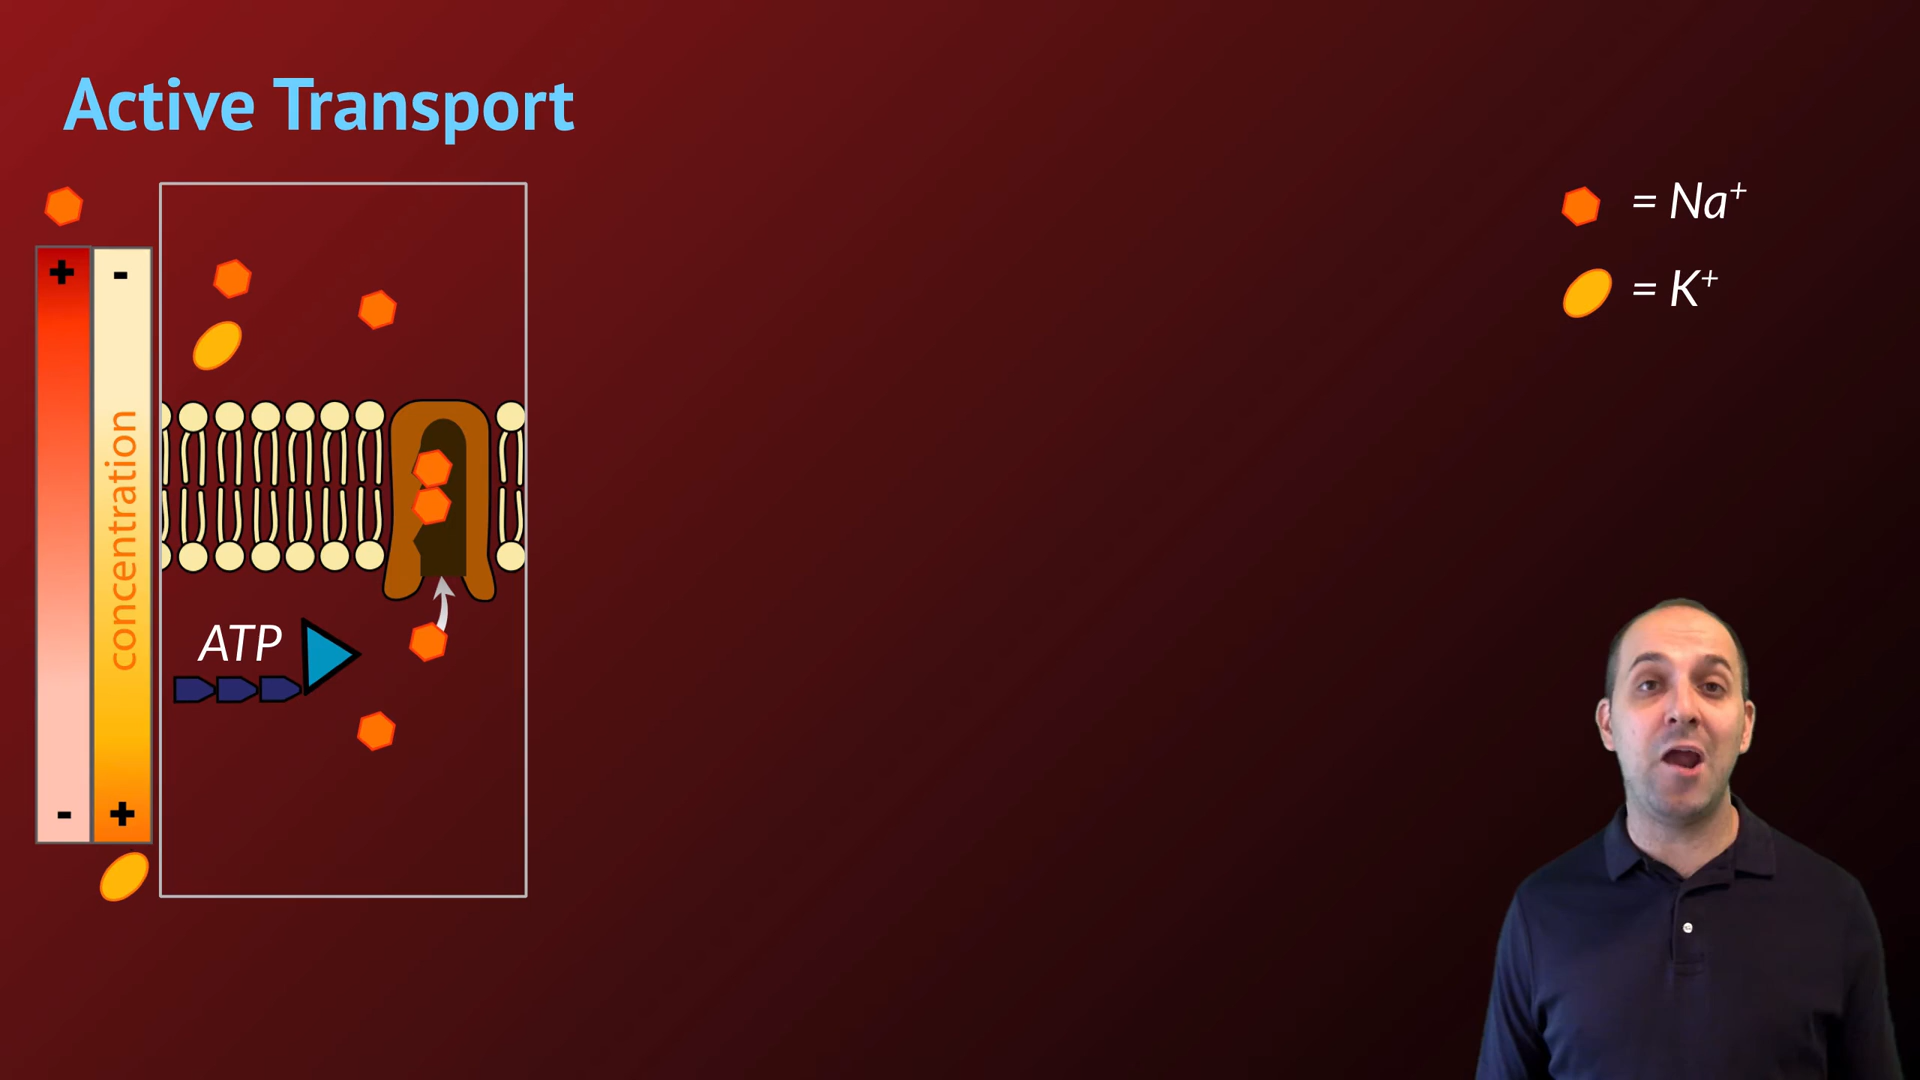 Active Transport
= Na⁺
= K⁺
+ -
concentration
ATP
- +